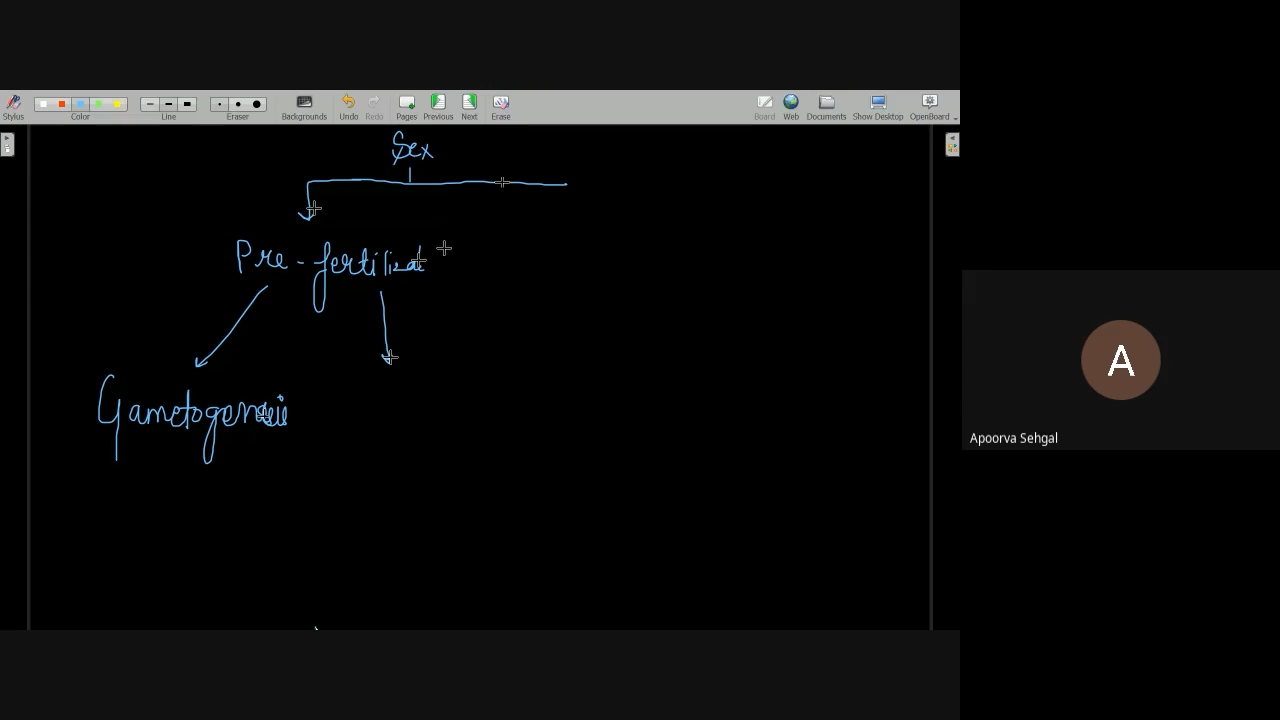 Stylus Color Line Eraser Backgrounds Undo Redo Pages Previous Next Erase Board Web Documents Show Desktop OpenBoard
Sex
Pre-fertilizat
Gametogenesis
A
Apoorva Sehgal